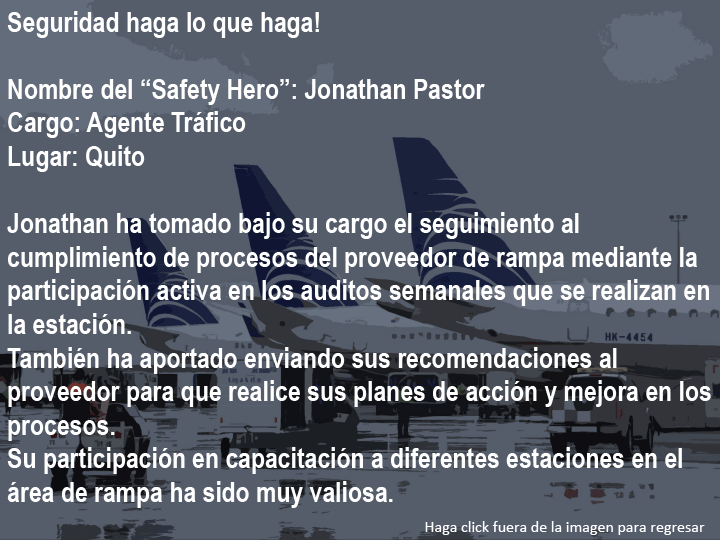 Seguridad haga lo que haga!
Nombre del “Safety Hero”: Jonathan Pastor
Cargo: Agente Tráfico
Lugar: Quito
Jonathan ha tomado bajo su cargo el seguimiento al
cumplimiento de procesos del proveedor de rampa mediante la
participación activa en los auditos semanales que se realizan en
la estación.
También ha aportado enviando sus recomendaciones al
proveedor para que realice sus planes de acción y mejora en los
procesos.
Su participación en capacitación a diferentes estaciones en el
área de rampa ha sido muy valiosa.
HK-4454
Haga click fuera de la imagen para regresar